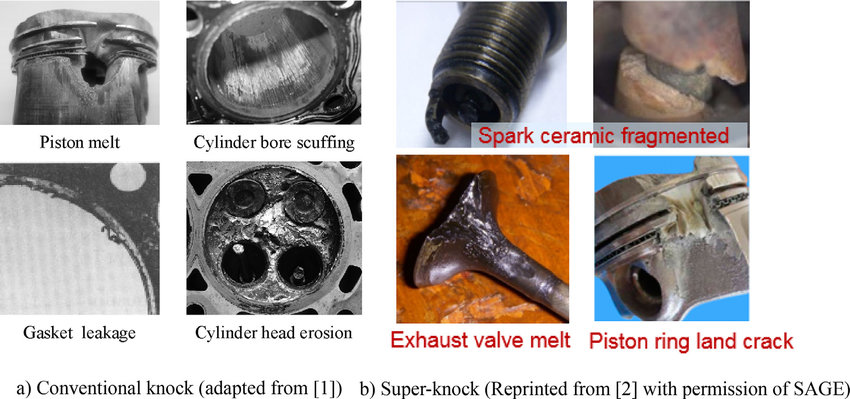 Piston melt
Cylinder bore scuffing
Spark ceramic fragmented
Gasket leakage
Cylinder head erosion
Exhaust valve melt
Piston ring land crack
a) Conventional knock (adapted from [1])
b) Super-knock (Reprinted from [2] with permission of SAGE)